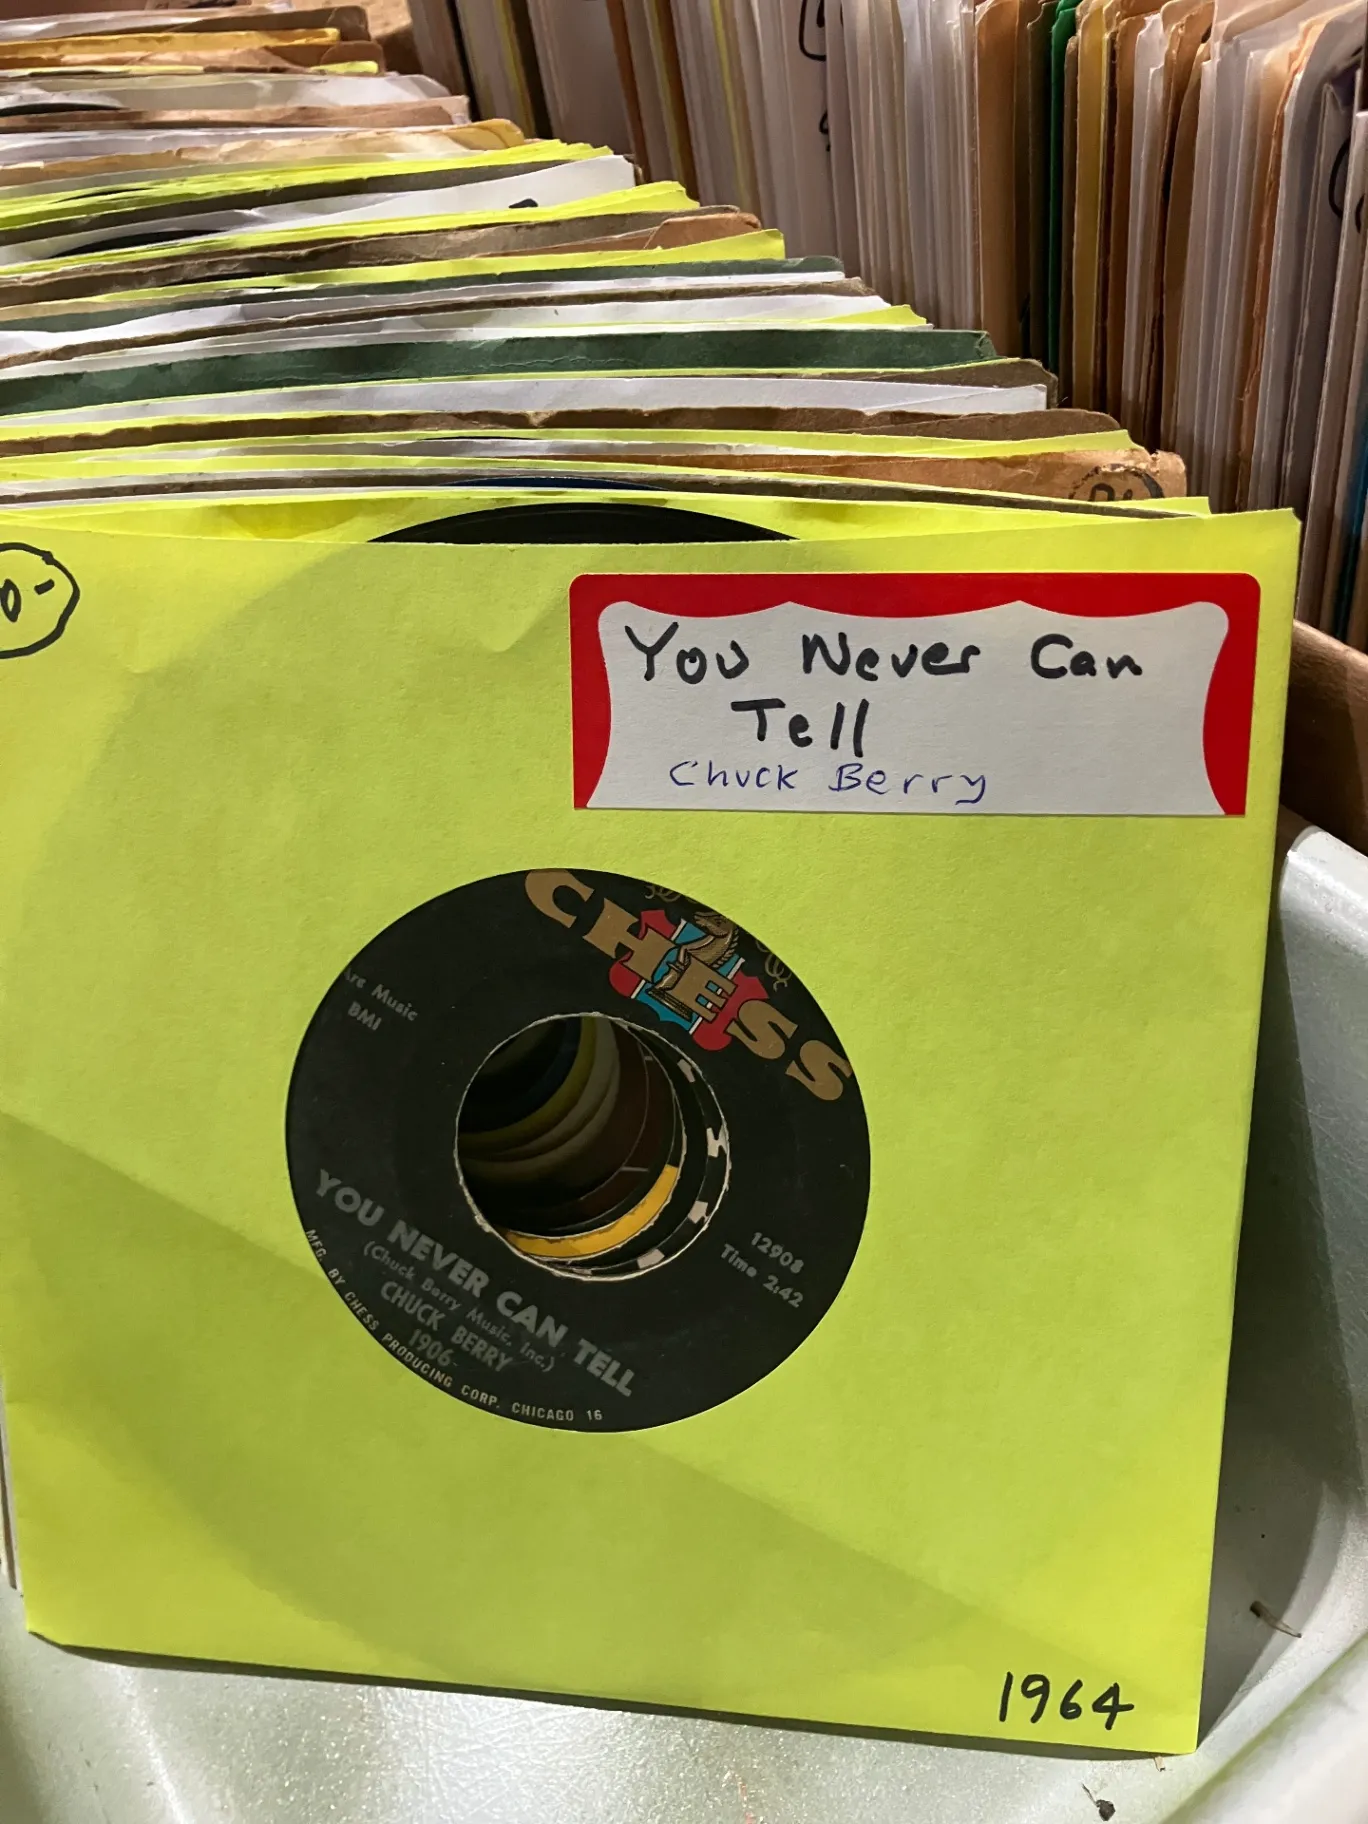 You Never Can
Tell
Chuck Berry
CHESS
Music
BMI
12908
Time 2:42
YOU NEVER CAN TELL
(Chuck Berry Music, Inc.)
CHUCK BERRY
1906
MFG. BY CHESS PRODUCING CORP. CHICAGO 16
1964